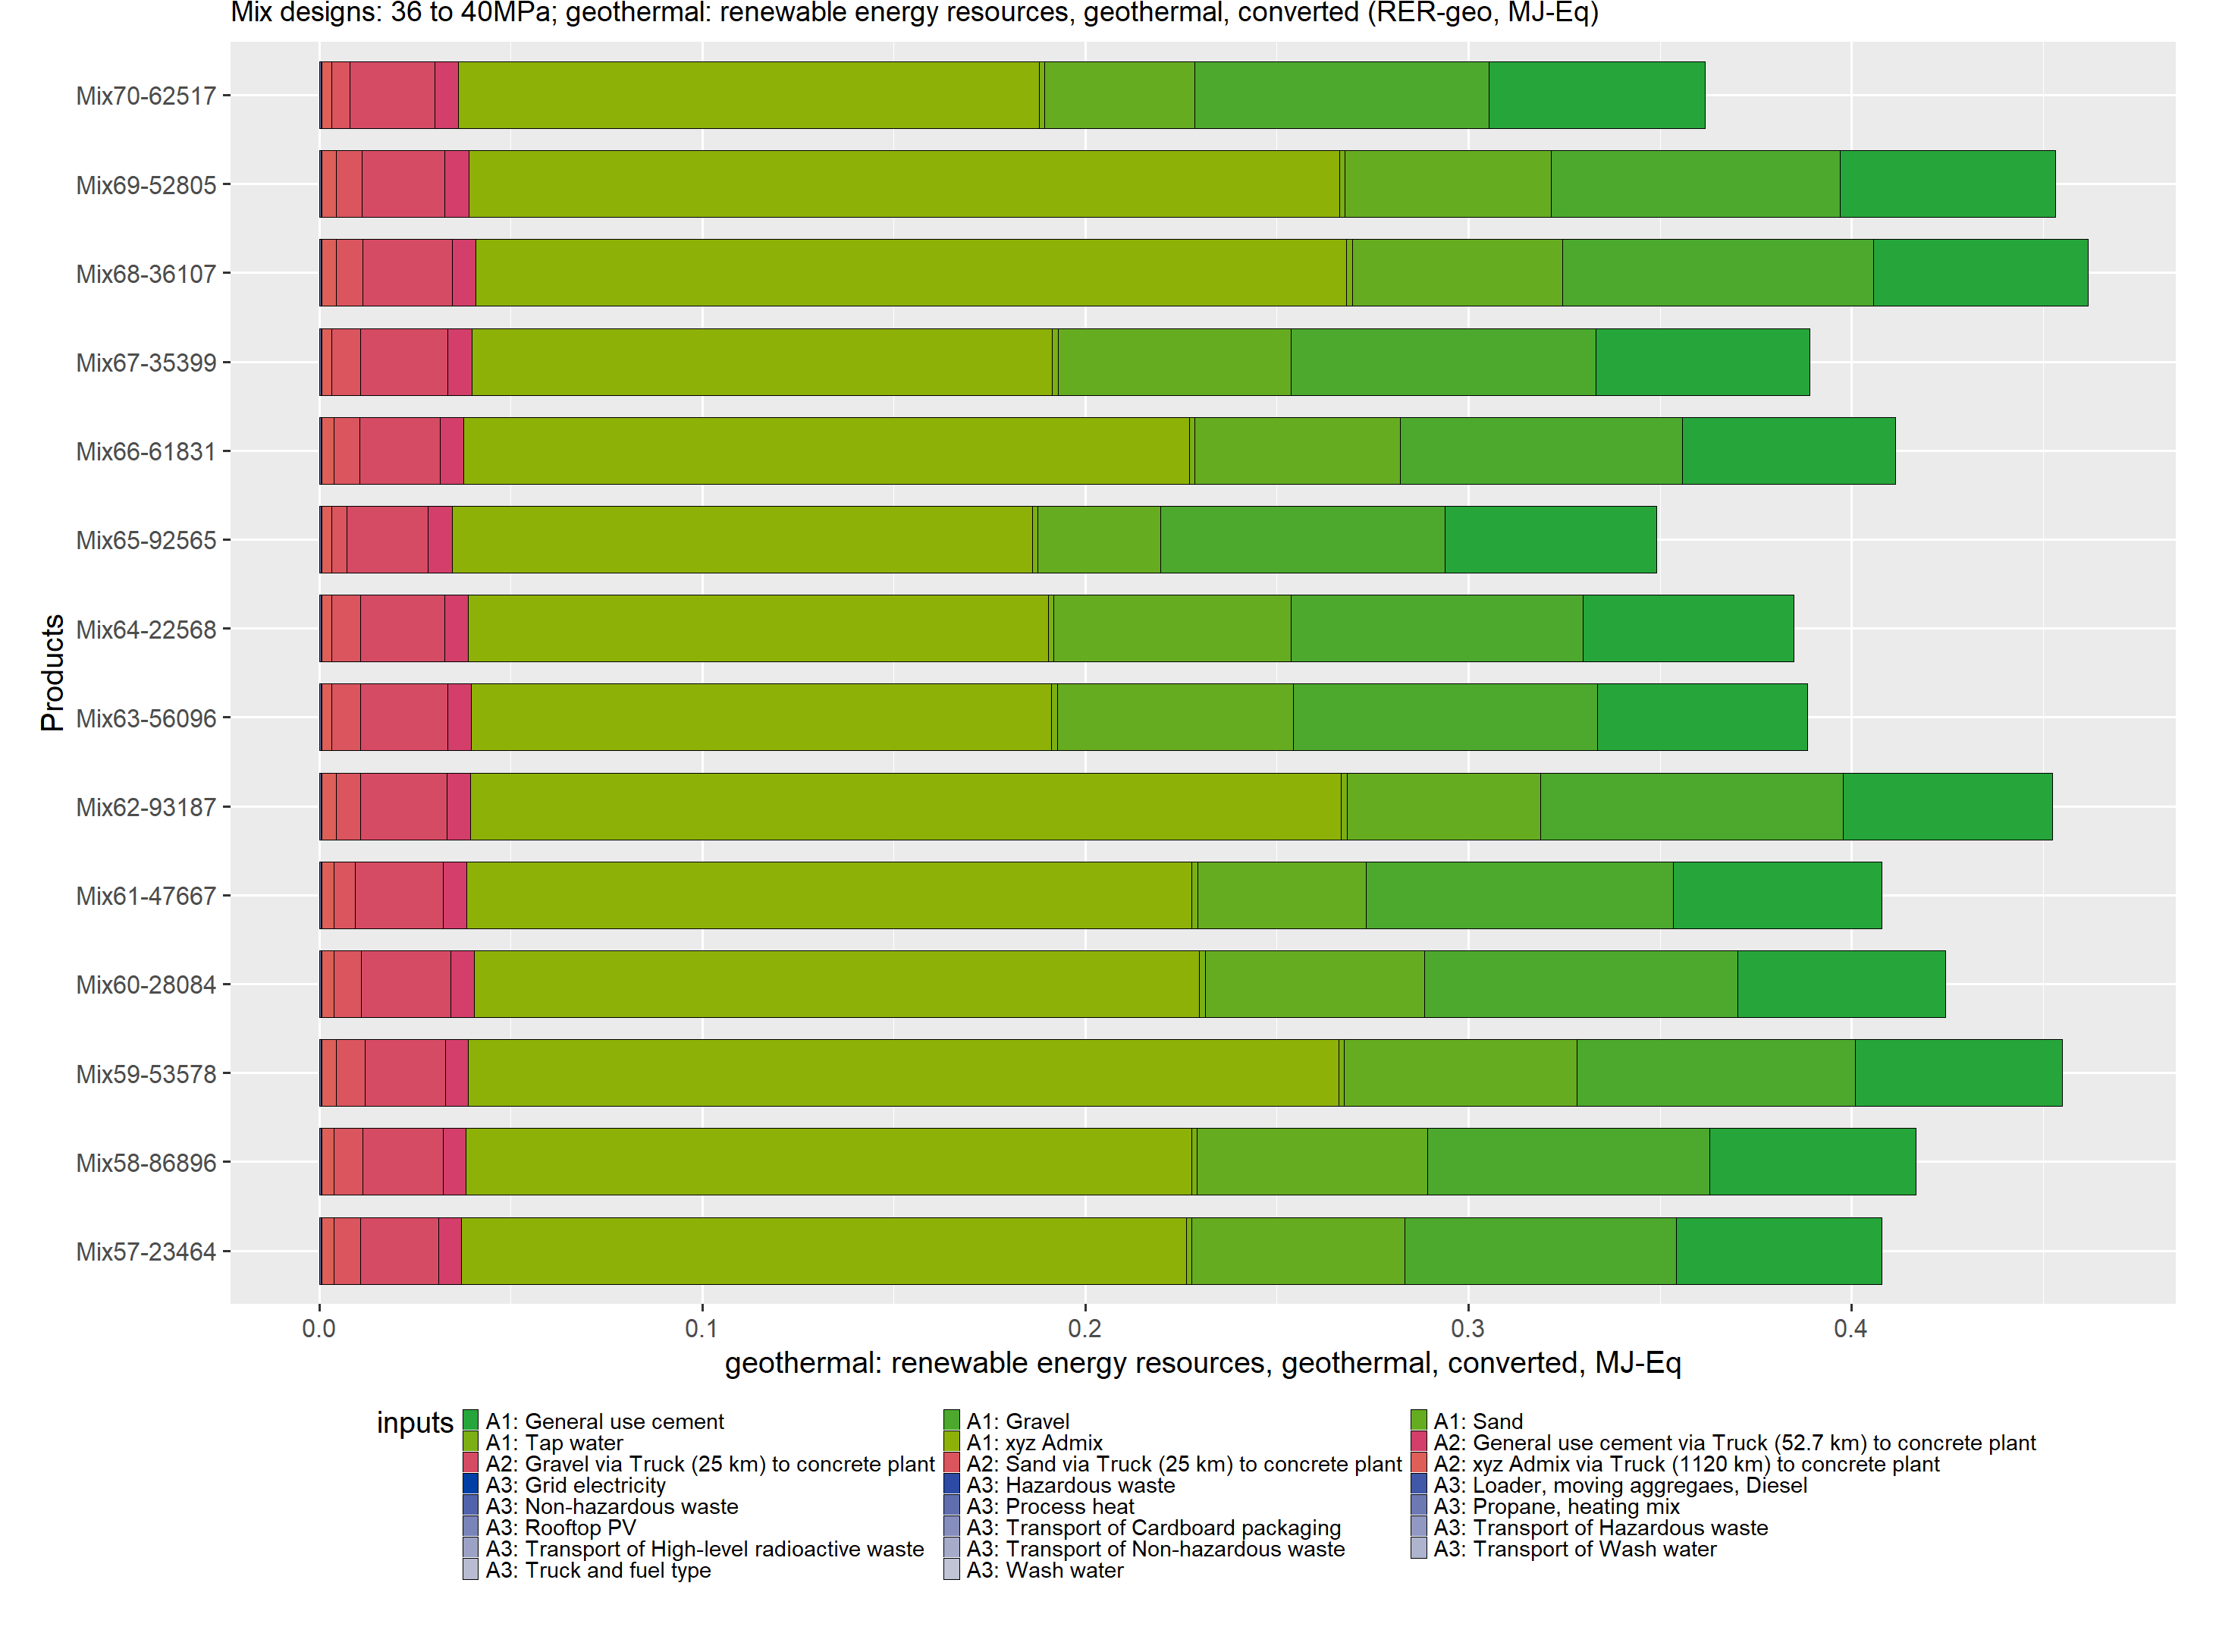 Mix designs: 36 to 40MPa; geothermal: renewable energy resources, geothermal, converted (RER-geo, MJ-Eq)
Mix70-62517
Mix69-52805
Mix68-36107
Mix67-35399
Mix66-61831
Mix65-92565
Mix64-22568
Mix63-56096
Mix62-93187
Mix61-47667
Mix60-28084
Mix59-53578
Mix58-86896
Mix57-23464
Products
0.0 0.1 0.2 0.3 0.4
geothermal: renewable energy resources, geothermal, converted, MJ-Eq
inputs
A1: General use cement A1: Gravel A1: Sand
A1: Tap water A1: xyz Admix A2: General use cement via Truck (52.7 km) to concrete plant
A2: Gravel via Truck (25 km) to concrete plant A2: Sand via Truck (25 km) to concrete plant A2: xyz Admix via Truck (1120 km) to concrete plant
A3: Grid electricity A3: Hazardous waste A3: Loader, moving aggregaes, Diesel
A3: Non-hazardous waste A3: Process heat A3: Propane, heating mix
A3: Rooftop PV A3: Transport of Cardboard packaging A3: Transport of Hazardous waste
A3: Transport of High-level radioactive waste A3: Transport of Non-hazardous waste A3: Transport of Wash water
A3: Truck and fuel type A3: Wash water